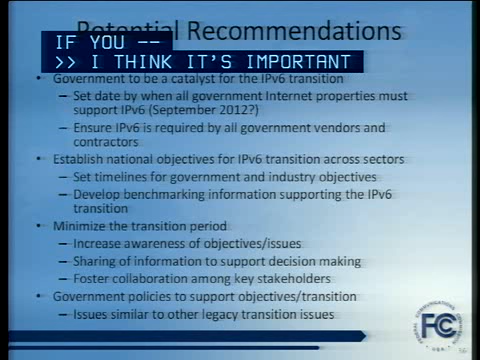 Potential Recommendations
IF YOU --
>> I THINK IT'S IMPORTANT
• Government to be a catalyst for the IPv6 transition
– Set date by when all government Internet properties must
support IPv6 (September 2012?)
– Ensure IPv6 is required by all government vendors and
contractors
• Establish national objectives for IPv6 transition across sectors
– Set timelines for government and industry objectives
– Develop benchmarking information supporting the IPv6
transition
• Minimize the transition period
– Increase awareness of objectives/issues
– Sharing of information to support decision making
– Foster collaboration among key stakeholders
• Government policies to support objectives/transition
– Issues similar to other legacy transition issues
FEDERAL COMMUNICATIONS COMMISSION
FCC
USA
56